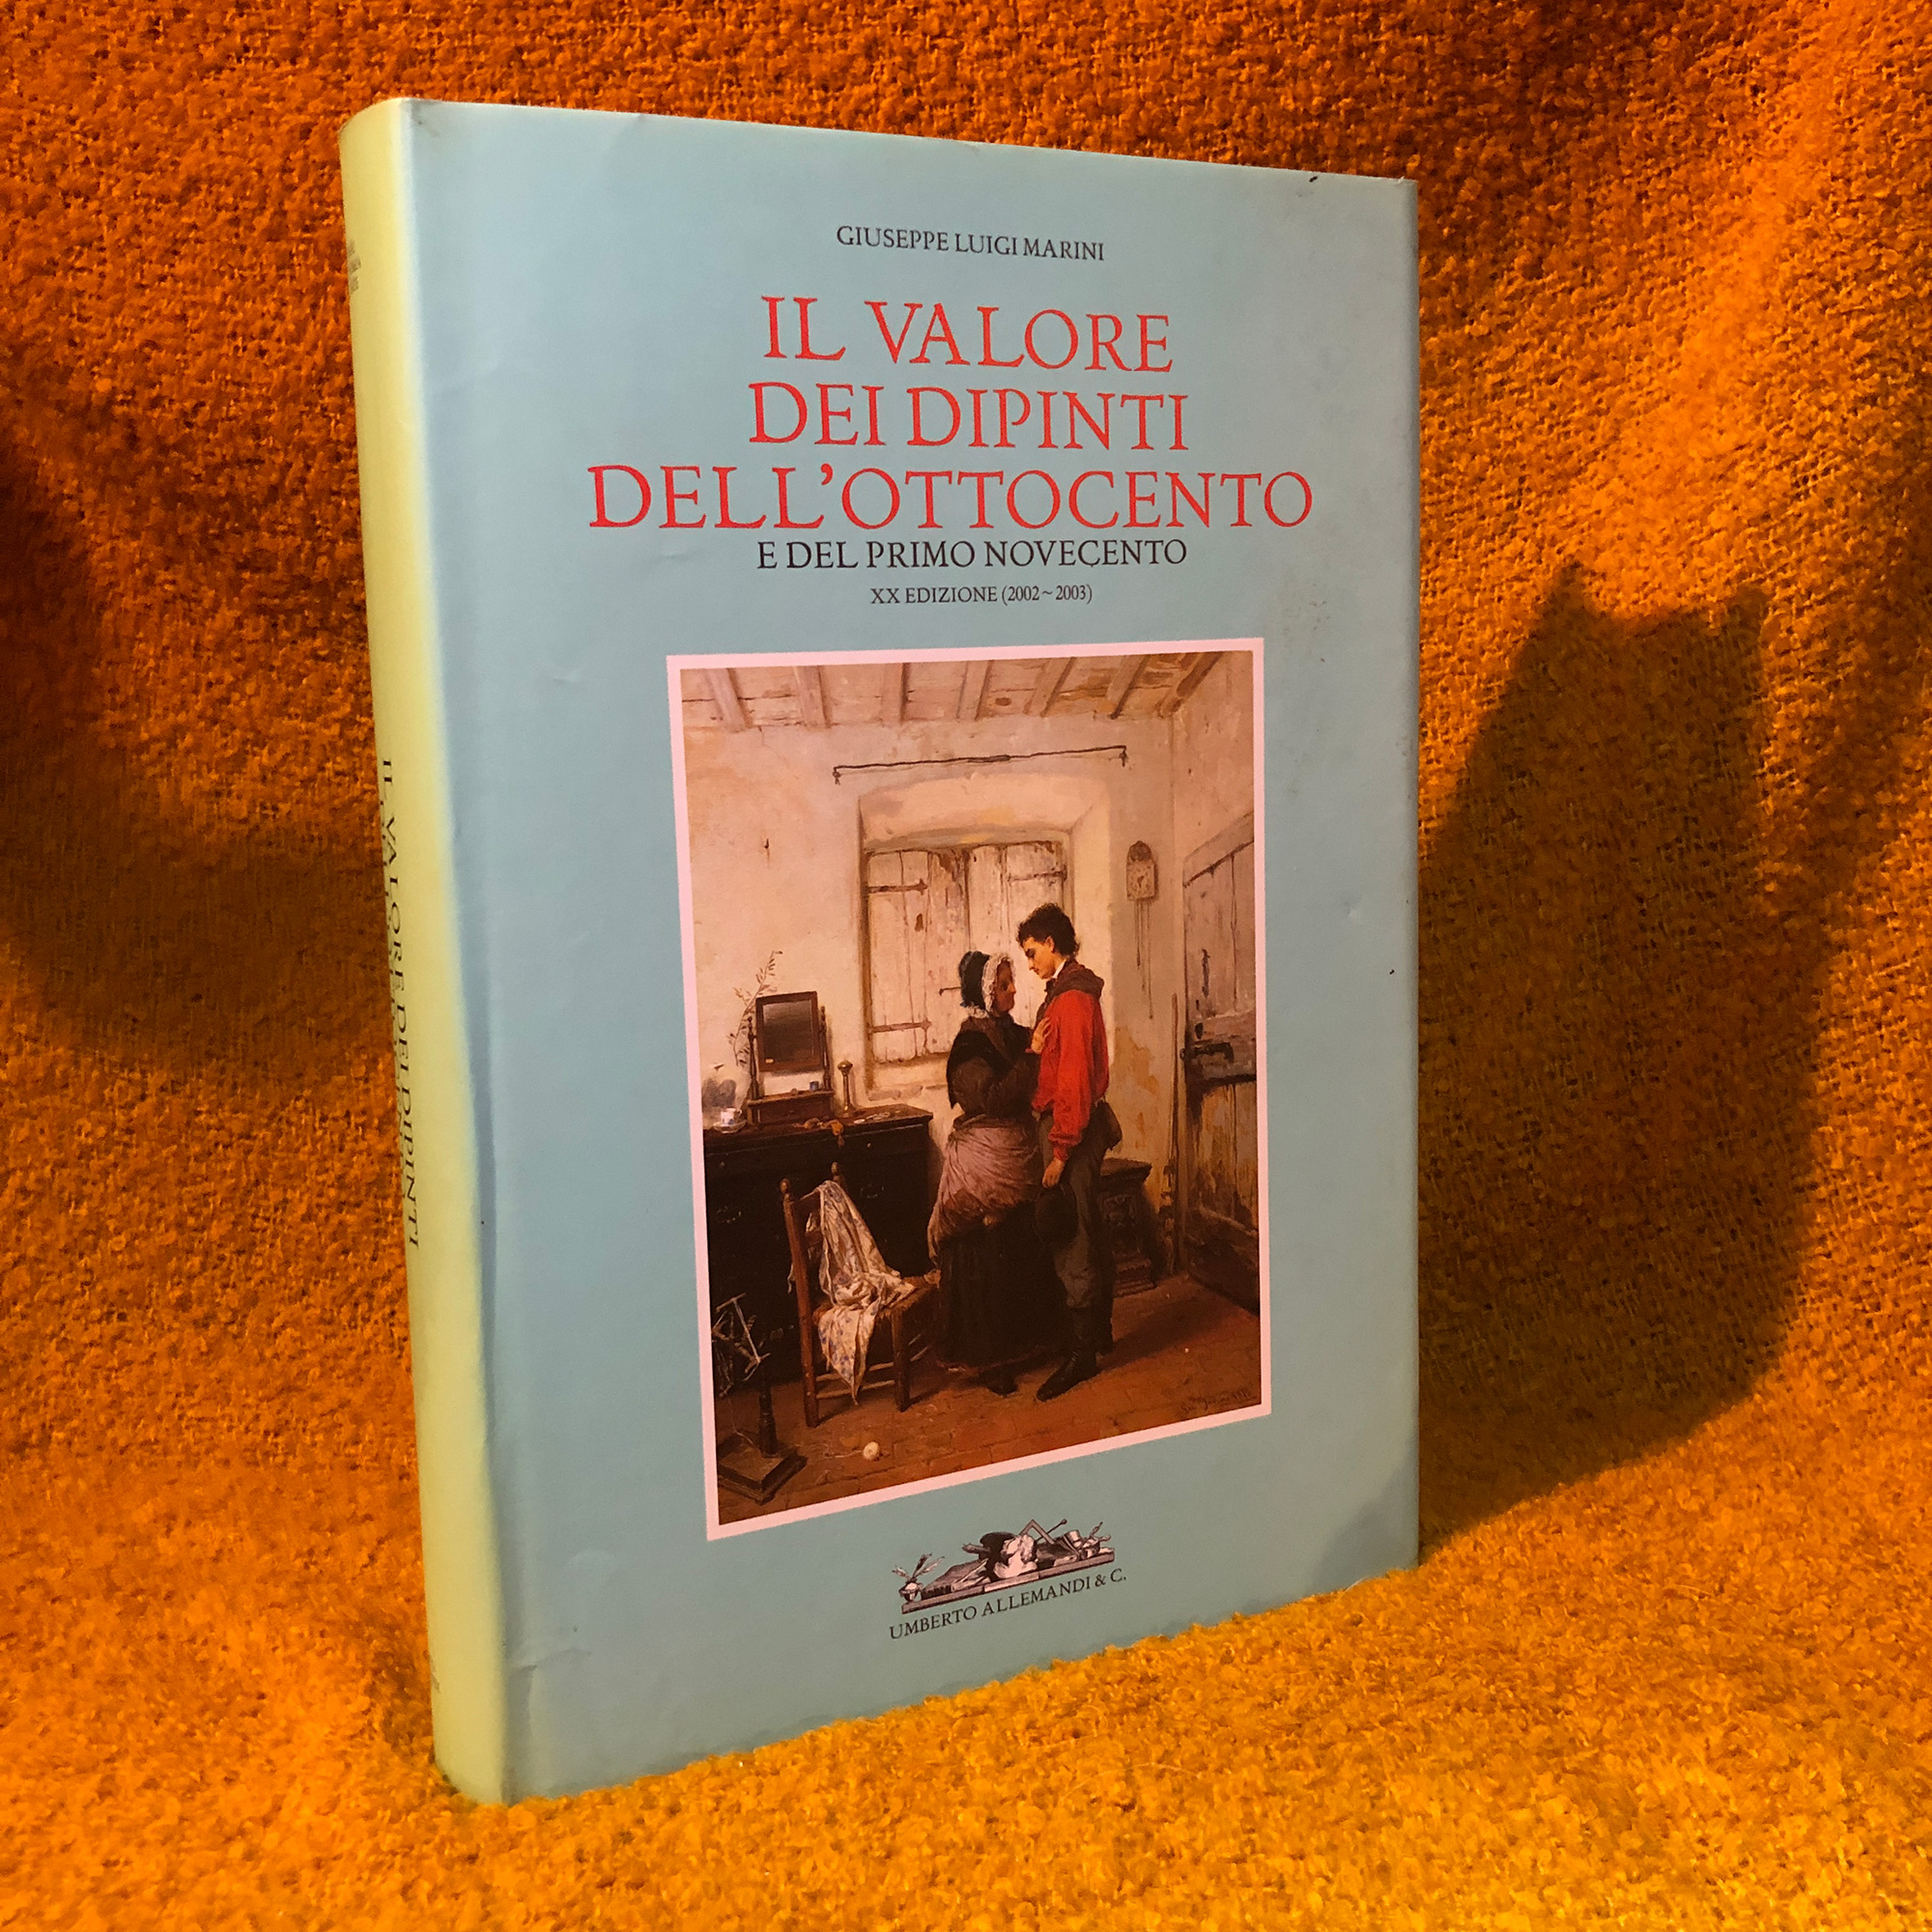 GIUSEPPE LUIGI MARINI
IL VALORE
DEI DIPINTI
DELL'OTTOCENTO
E DEL PRIMO NOVECENTO
XX EDIZIONE (2002~2003)
UMBERTO ALLEMANDI & C.
IL VALORE DEI DIPINTI